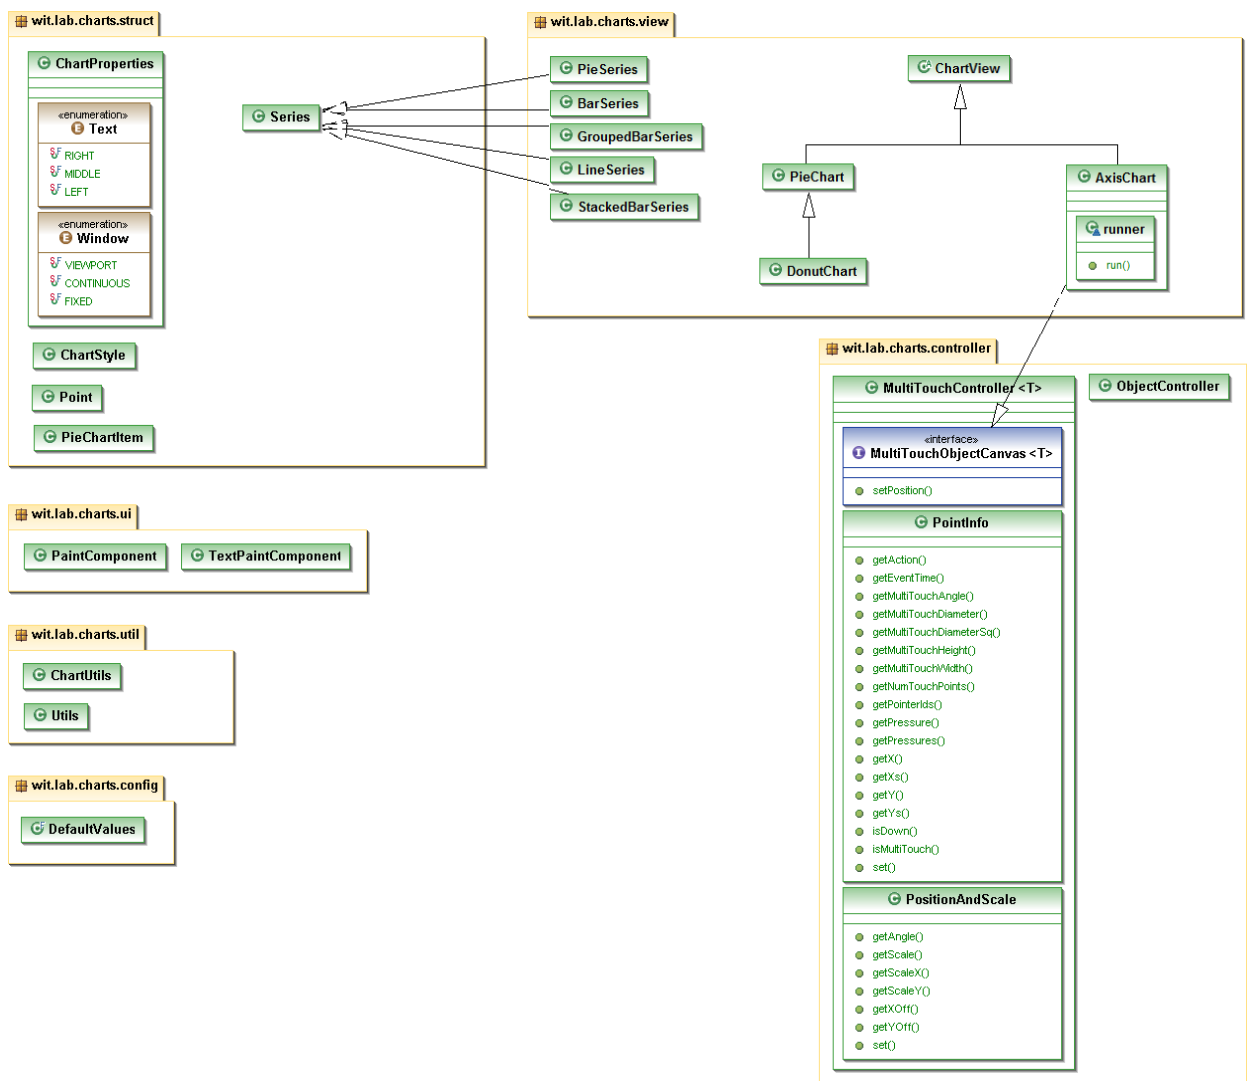 wit.lab.charts.struct
ChartProperties
«enumeration»
Text
RIGHT
MIDDLE
LEFT
«enumeration»
Window
VIEWPORT
CONTINUOUS
FIXED
ChartStyle
Point
PieChartItem
Series
wit.lab.charts.view
PieSeries
BarSeries
GroupedBarSeries
LineSeries
StackedBarSeries
ChartView
PieChart
DonutChart
AxisChart
runner
run()
wit.lab.charts.controller
MultiTouchController <T>
«interface»
MultiTouchObjectCanvas <T>
setPosition()
PointInfo
getAction()
getEventTime()
getMultiTouchAngle()
getMultiTouchDiameter()
getMultiTouchDiameterSq()
getMultiTouchHeight()
getMultiTouchWidth()
getNumTouchPoints()
getPointerIds()
getPressure()
getPressures()
getX()
getXs()
getY()
getYs()
isDown()
isMultiTouch()
set()
PositionAndScale
getAngle()
getScale()
getScaleX()
getScaleY()
getXOff()
getYOff()
set()
ObjectController
wit.lab.charts.ui
PaintComponent
TextPaintComponent
wit.lab.charts.util
ChartUtils
Utils
wit.lab.charts.config
DefaultValues